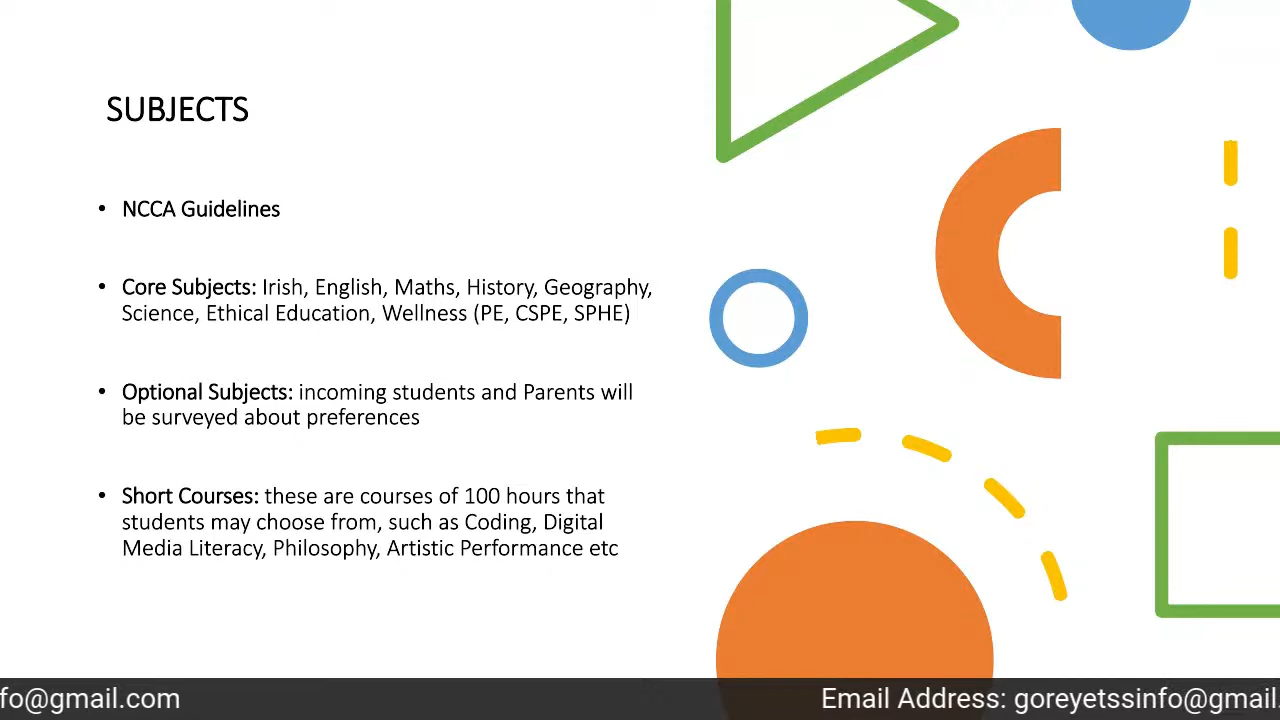 SUBJECTS
• NCCA Guidelines
• Core Subjects: Irish, English, Maths, History, Geography,
Science, Ethical Education, Wellness (PE, CSPE, SPHE)
• Optional Subjects: incoming students and Parents will
be surveyed about preferences
• Short Courses: these are courses of 100 hours that
students may choose from, such as Coding, Digital
Media Literacy, Philosophy, Artistic Performance etc
fo@gmail.com Email Address: goreyetssinfo@gmail.